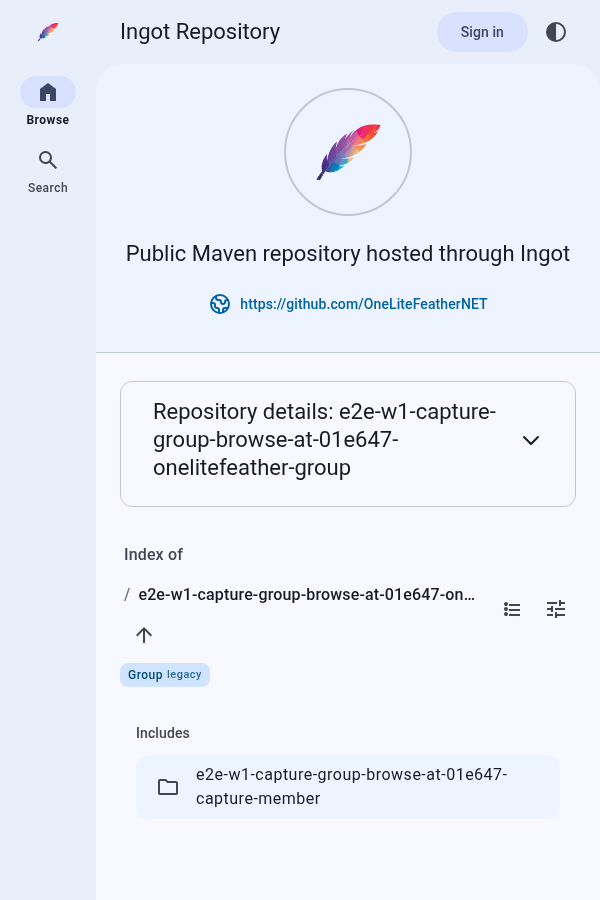 Ingot Repository
Sign in
Browse
Search
Public Maven repository hosted through Ingot
https://github.com/OneLiteFeatherNET
Repository details: e2e-w1-capture-
group-browse-at-01e647-
onelitefeather-group
Index of
/ e2e-w1-capture-group-browse-at-01e647-on…
Group legacy
Includes
e2e-w1-capture-group-browse-at-01e647-
capture-member